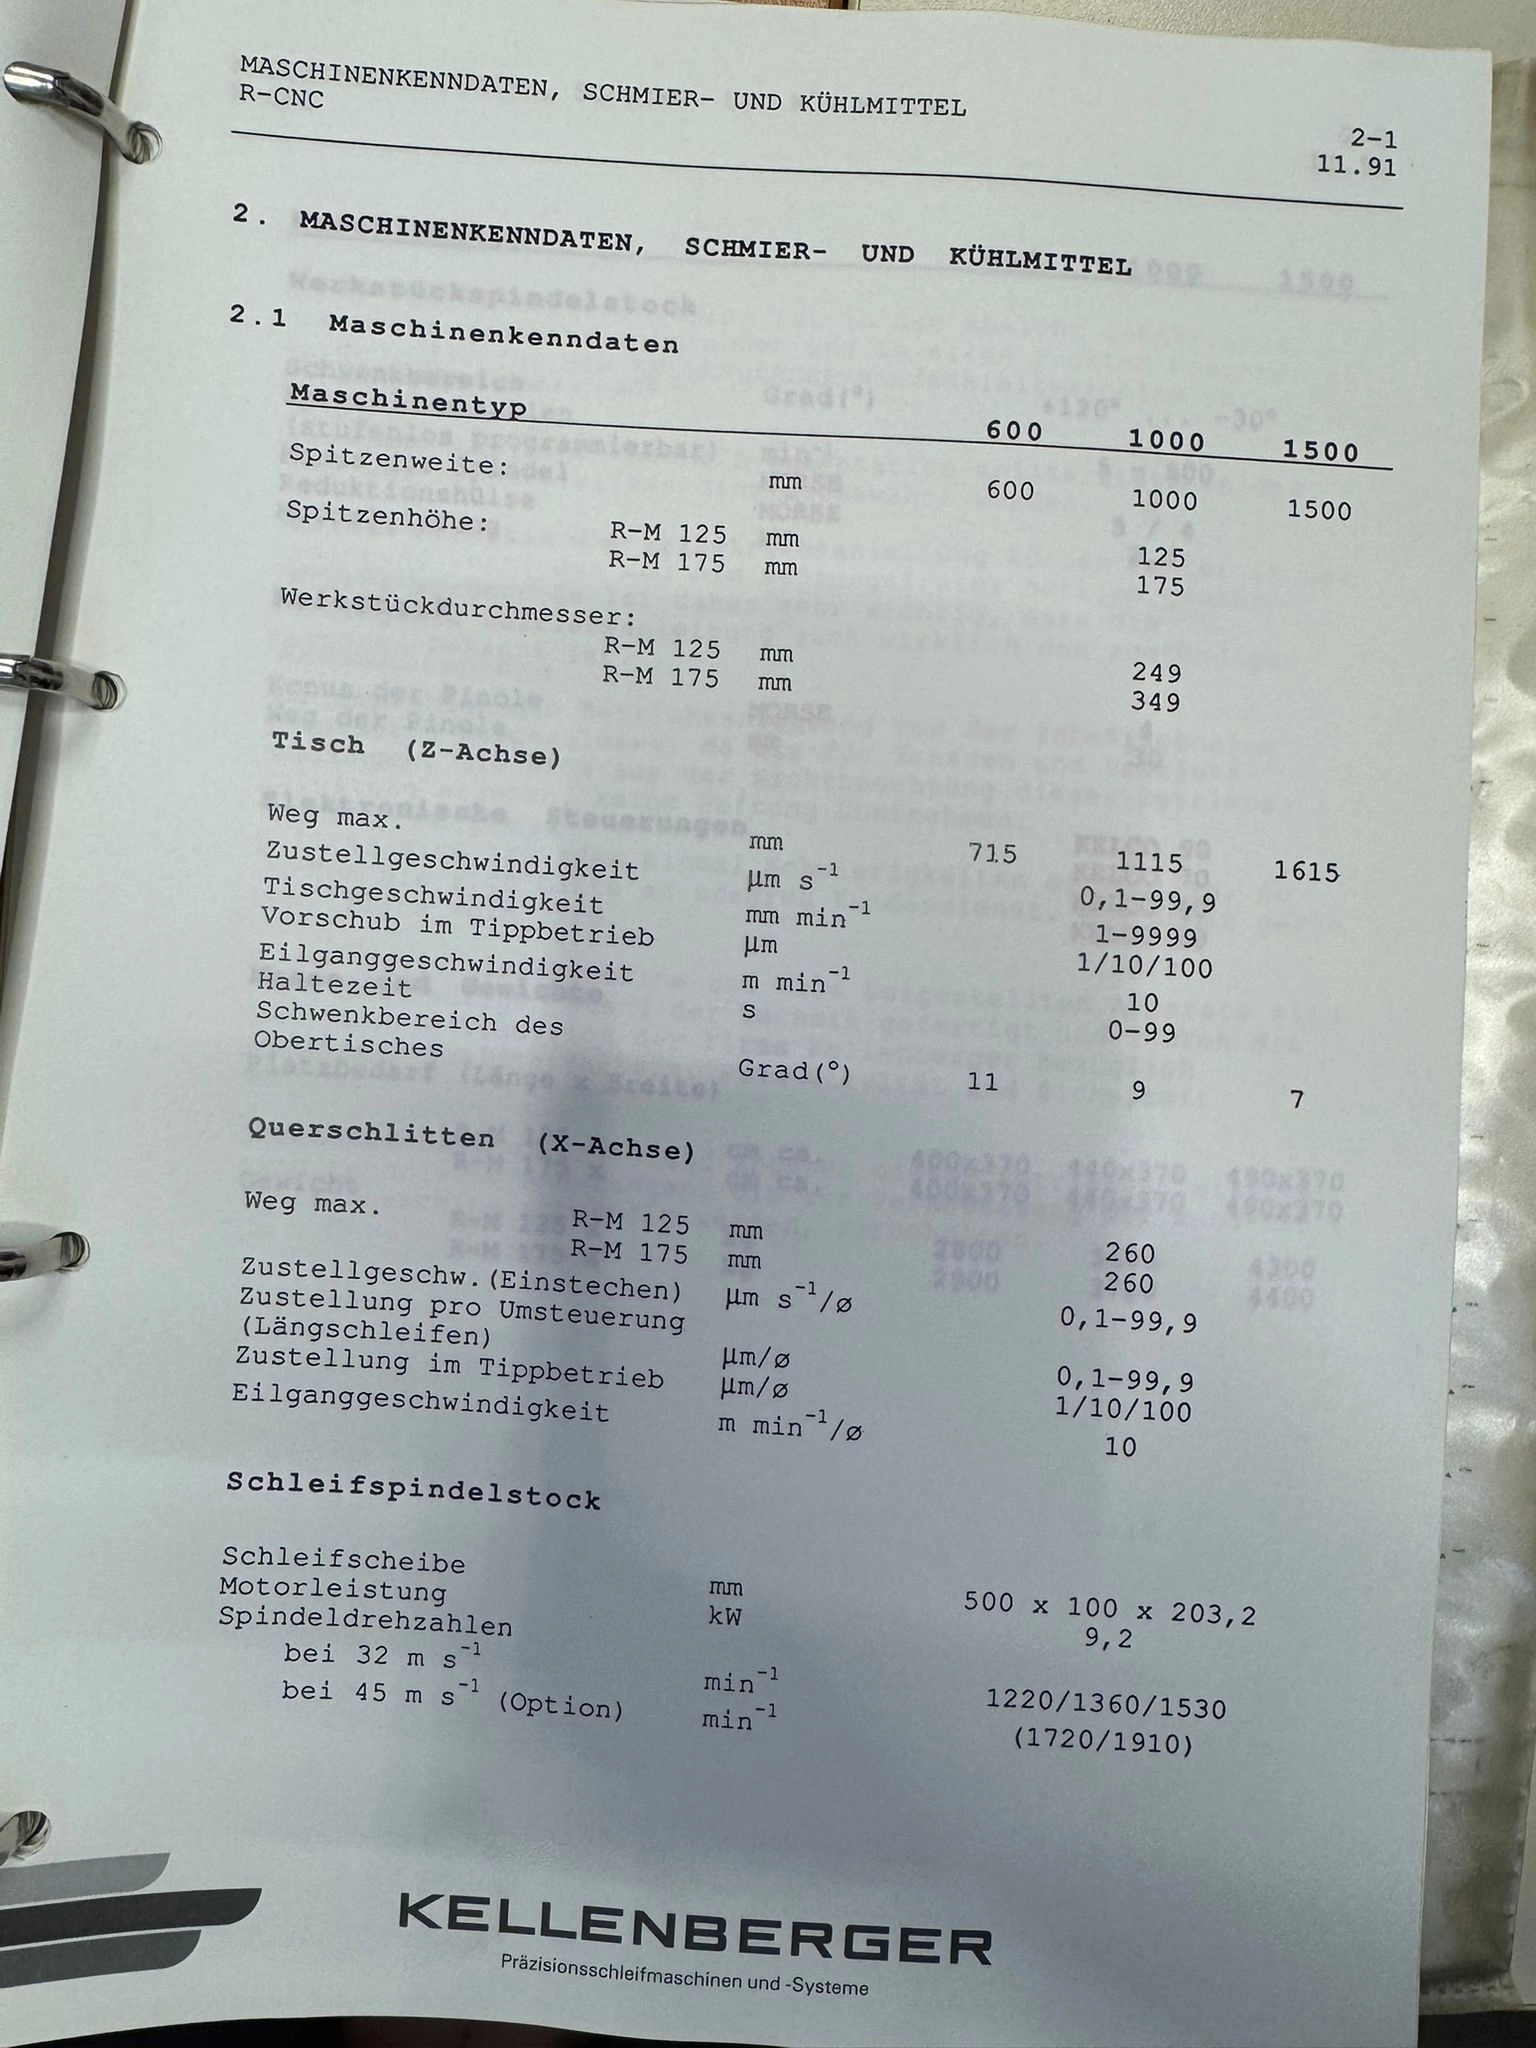 MASCHINENKENNDATEN, SCHMIER- UND KÜHLMITTEL
R-CNC
2-1
11.91
2. MASCHINENKENNDATEN, SCHMIER- UND KÜHLMITTEL
2.1 Maschinenkenndaten
Maschinentyp 600 1000 1500
Spitzenweite: mm 600 1000 1500
Spitzenhöhe: R-M 125 mm 125
R-M 175 mm 175
Werkstückdurchmesser:
R-M 125 mm 249
R-M 175 mm 349
Tisch (Z-Achse)
Weg max. mm 715 1115 1615
Zustellgeschwindigkeit µm s⁻¹ 0,1-99,9
Tischgeschwindigkeit mm min⁻¹ 1-9999
Vorschub im Tippbetrieb µm 1/10/100
Eilganggeschwindigkeit m min⁻¹ 10
Haltezeit s 0-99
Schwenkbereich des
Obertisches Grad(°) 11 9 7
Querschlitten (X-Achse)
Weg max. R-M 125 mm 260
R-M 175 mm 260
Zustellgeschw.(Einstechen) µm s⁻¹/ø 0,1-99,9
Zustellung pro Umsteuerung
(Längschleifen) µm/ø 0,1-99,9
Zustellung im Tippbetrieb µm/ø 1/10/100
Eilganggeschwindigkeit m min⁻¹/ø 10
Schleifspindelstock
Schleifscheibe mm 500 x 100 x 203,2
Motorleistung kW 9,2
Spindeldrehzahlen
bei 32 m s⁻¹ min⁻¹ 1220/1360/1530
bei 45 m s⁻¹ (Option) min⁻¹ (1720/1910)
KELLENBERGER
Präzisionsschleifmaschinen und -Systeme